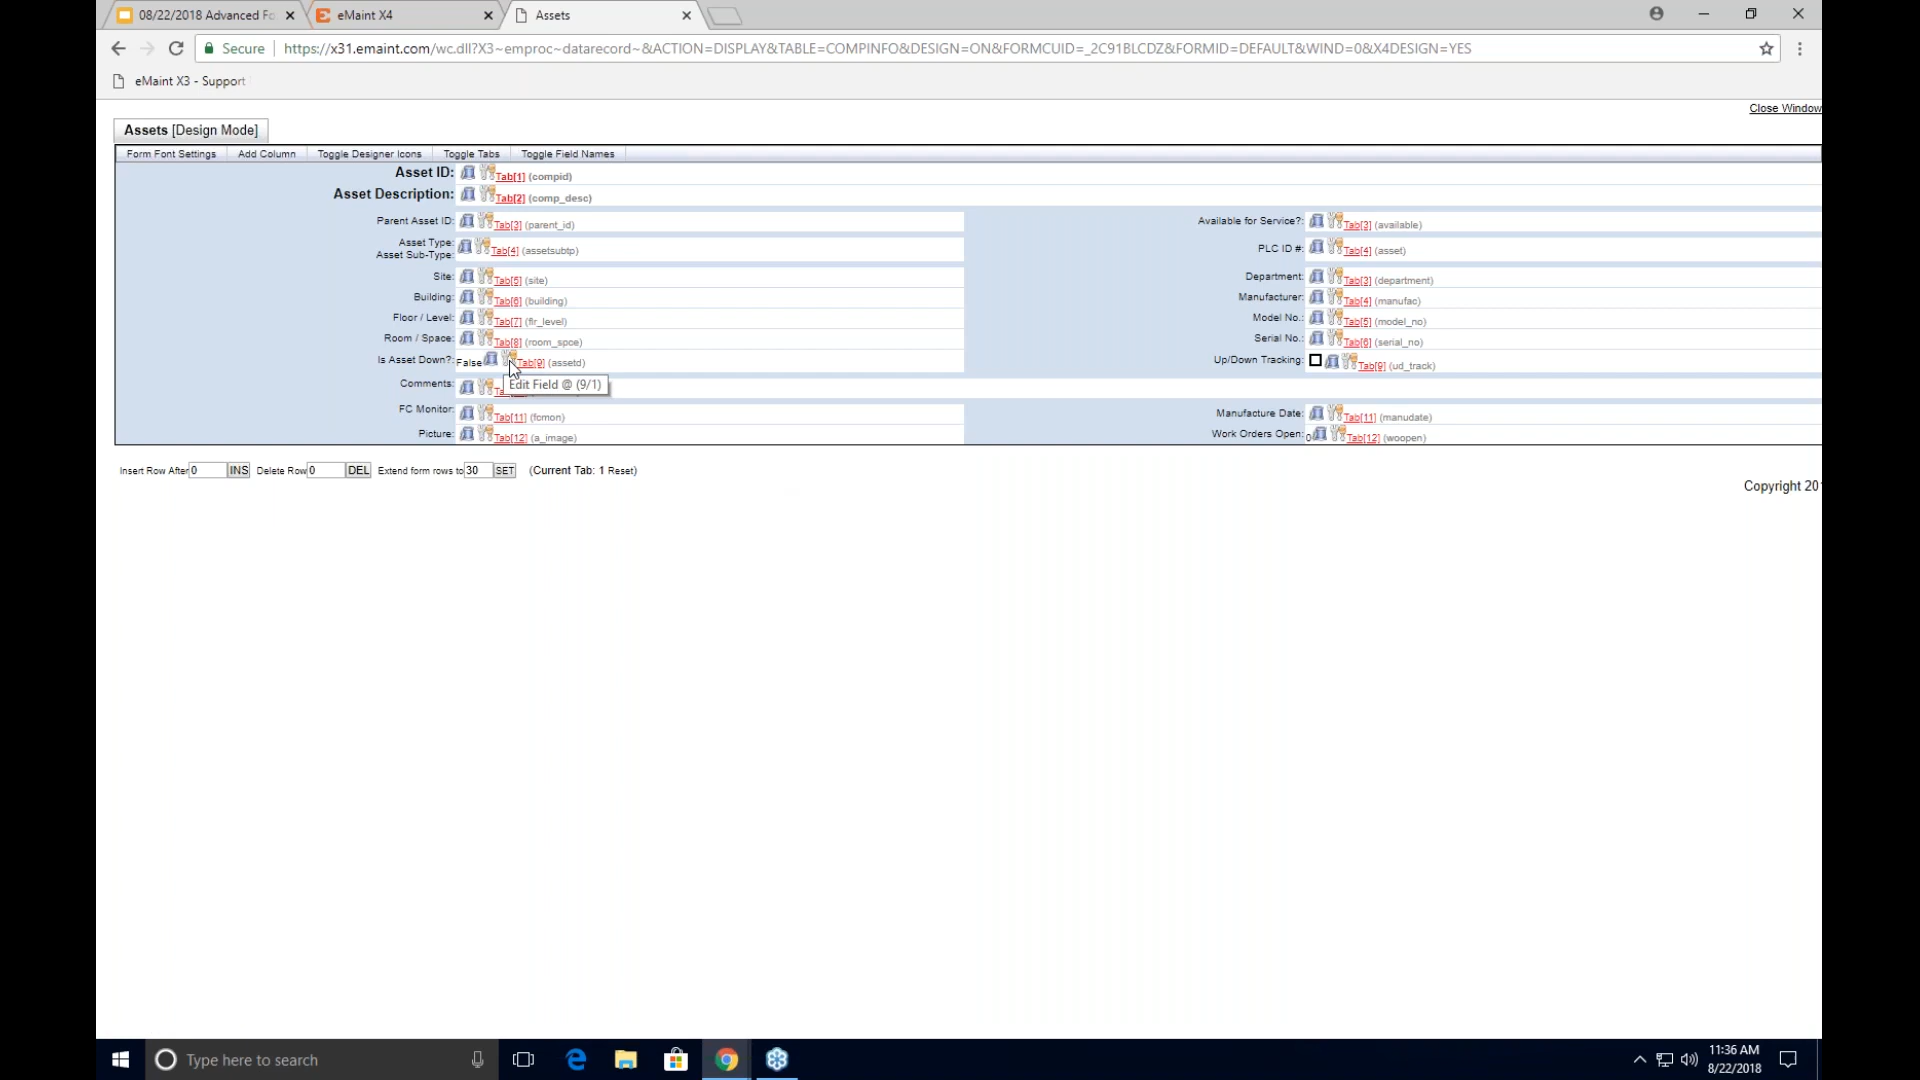 08/22/2018 Advanced Fo
eMaint X4
Assets
Secure
https://x31.emaint.com/wc.dll?X3~emproc~datarecord~&ACTION=DISPLAY&TABLE=COMPINFO&DESIGN=ON&FORMCUID=_2C91BLCDZ&FORMID=DEFAULT&WIND=0&X4DESIGN=YES
eMaint X3 - Support
Close Window
Assets [Design Mode]
Form Font Settings Add Column Toggle Designer Icons Toggle Tabs Toggle Field Names
Asset ID: Tab[1] (compid)
Asset Description: Tab[2] (comp_desc)
Parent Asset ID: Tab[3] (parent_id) Available for Service?: Tab[3] (available)
Asset Type:
Asset Sub-Type: Tab[4] (assetsubtp) PLC ID #: Tab[4] (asset)
Site: Tab[5] (site) Department: Tab[3] (department)
Building: Tab[6] (building) Manufacturer: Tab[4] (manufac)
Floor / Level: Tab[7] (flr_level) Model No.: Tab[5] (model_no)
Room / Space: Tab[8] (room_spce) Serial No.: Tab[6] (serial_no)
Is Asset Down?: False Tab[9] (assetd) Up/Down Tracking: Tab[9] (ud_track)
Edit Field @ (9/1)
Comments:
FC Monitor: Tab[11] (fcmon) Manufacture Date: Tab[11] (manudate)
Picture: Tab[12] (a_image) Work Orders Open: 0 Tab[12] (woopen)
Insert Row After 0 INS Delete Row 0 DEL Extend form rows to 30 SET (Current Tab: 1 Reset)
Copyright 20
Type here to search
11:36 AM
8/22/2018